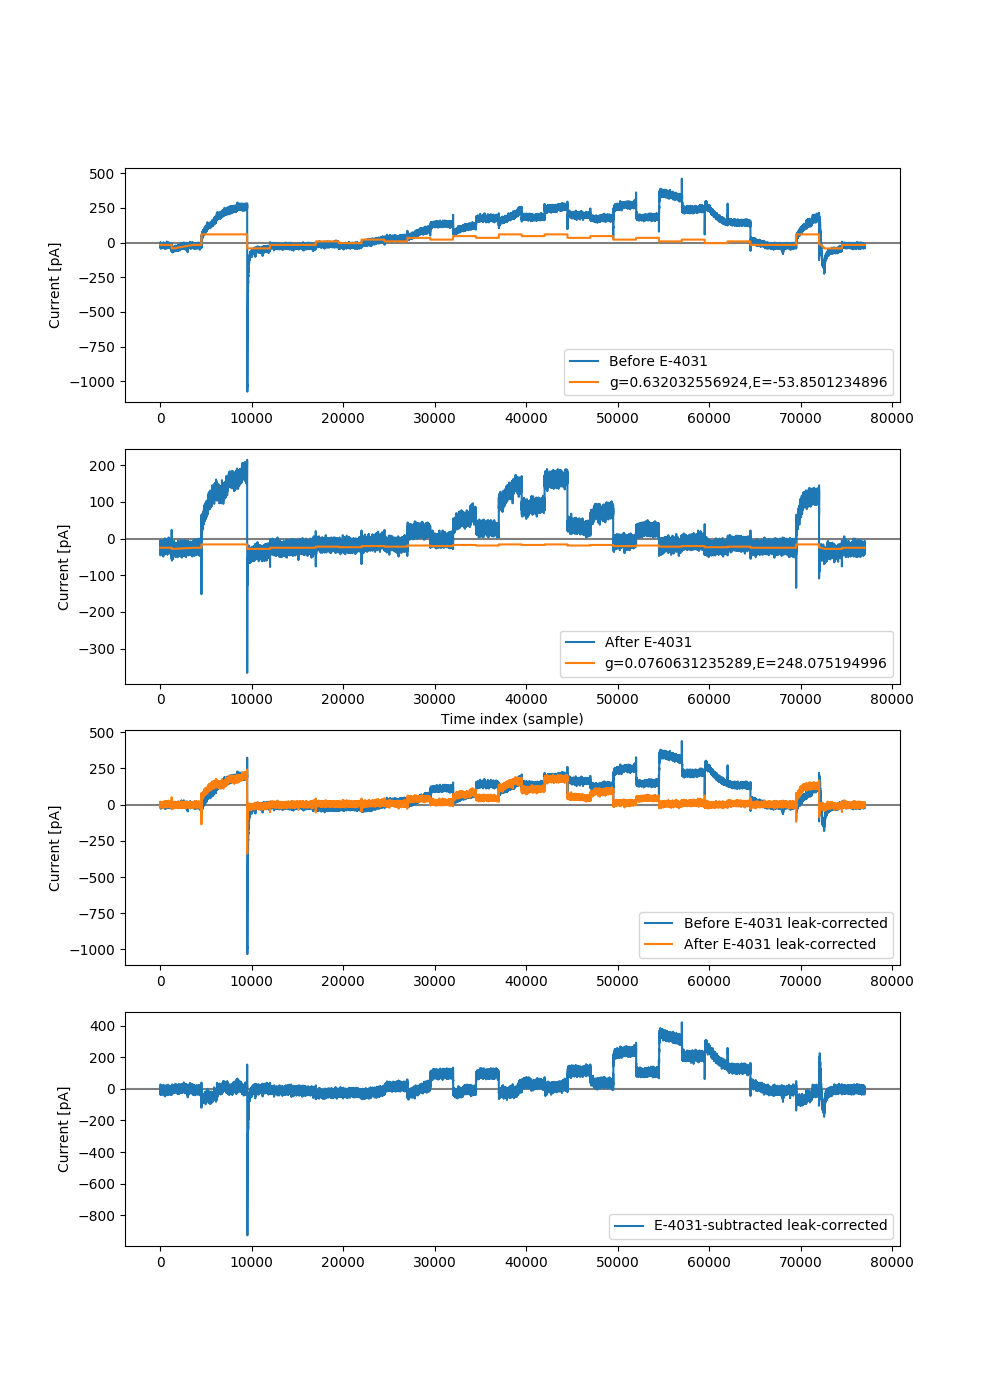 500
250
0
−250
−500
−750
−1000
Current [pA]
Before E-4031
g=0.632032556924,E=-53.8501234896
0 10000 20000 30000 40000 50000 60000 70000 80000
200
100
0
−100
−200
−300
Current [pA]
After E-4031
g=0.0760631235289,E=248.075194996
0 10000 20000 30000 40000 50000 60000 70000 80000
Time index (sample)
500
250
0
−250
−500
−750
−1000
Current [pA]
Before E-4031 leak-corrected
After E-4031 leak-corrected
0 10000 20000 30000 40000 50000 60000 70000 80000
400
200
0
−200
−400
−600
−800
Current [pA]
E-4031-subtracted leak-corrected
0 10000 20000 30000 40000 50000 60000 70000 80000